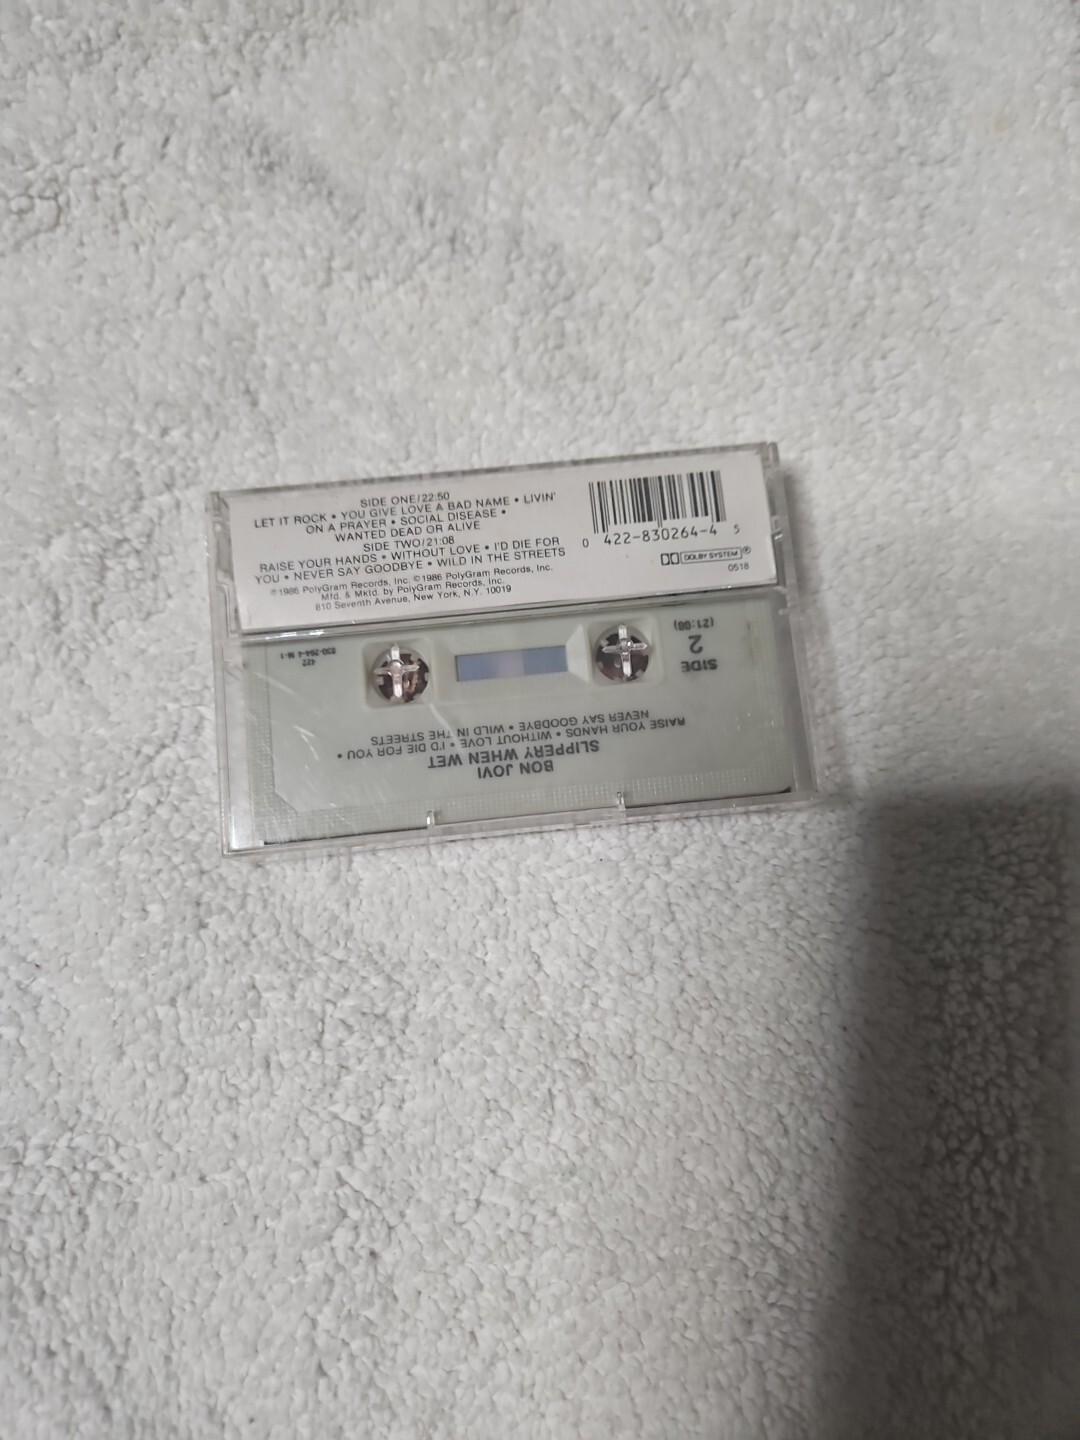 SIDE ONE/22:50
LET IT ROCK • YOU GIVE LOVE A BAD NAME • LIVIN'
ON A PRAYER • SOCIAL DISEASE •
WANTED DEAD OR ALIVE
SIDE TWO/21:08
RAISE YOUR HANDS • WITHOUT LOVE • I'D DIE FOR
YOU • NEVER SAY GOODBYE • WILD IN THE STREETS
℗1986 PolyGram Records, Inc. ©1986 PolyGram Records, Inc.
Mfd. & Mktd. by PolyGram Records, Inc.
810 Seventh Avenue, New York, N.Y. 10019
0 422-830264-4 5
DOLBY SYSTEM®
0518
BON JOVI
SLIPPERY WHEN WET
RAISE YOUR HANDS • WITHOUT LOVE • I'D DIE FOR YOU •
NEVER SAY GOODBYE • WILD IN THE STREETS
SIDE
2
(21:08)
422
830-264-4 M-1